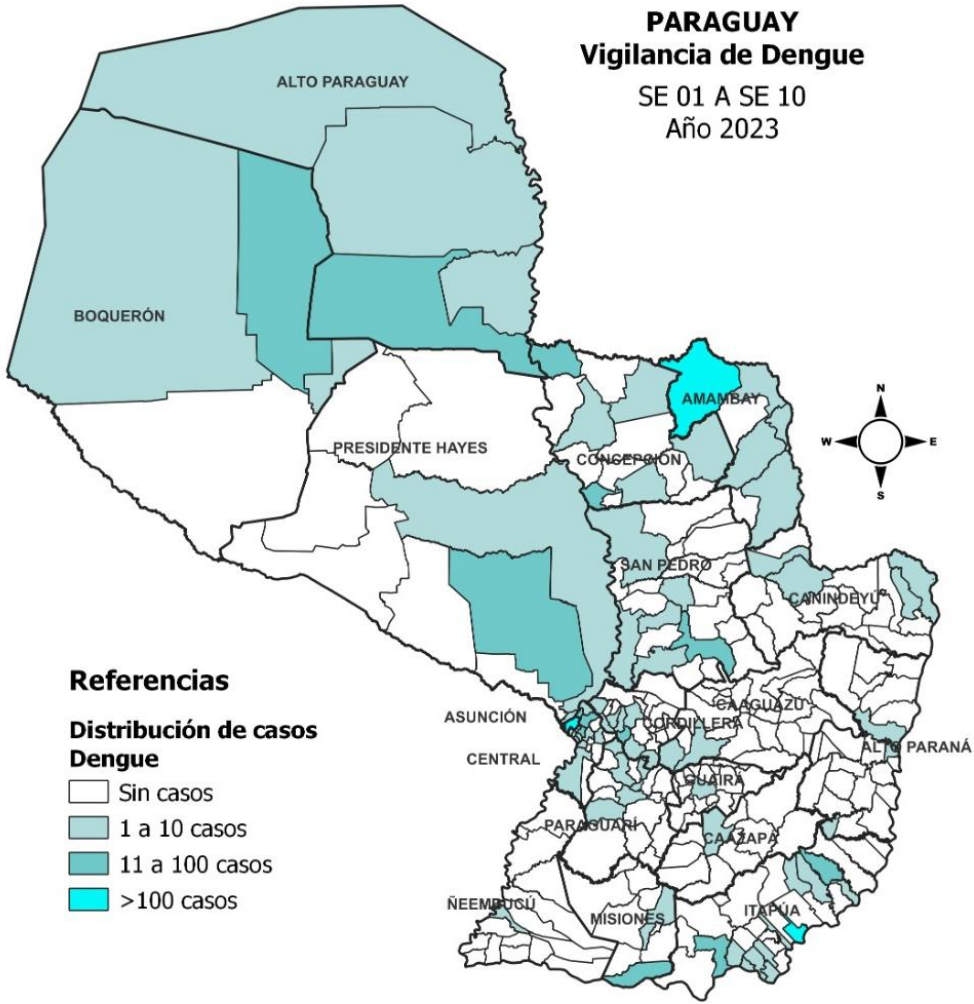 PARAGUAY
Vigilancia de Dengue
SE 01 A SE 10
Año 2023
ALTO PARAGUAY
BOQUERÓN
AMAMBAY
N
W
E
S
PRESIDENTE HAYES
CONCEPCIÓN
SAN PEDRO
CANINDEYÚ
Referencias
Distribución de casos
Dengue
Sin casos
1 a 10 casos
11 a 100 casos
>100 casos
ASUNCIÓN
CORDILLERA
CAAGUAZÚ
CENTRAL
ALTO PARANÁ
GUAIRÁ
PARAGUARÍ
CAAZAPÁ
ÑEEMBUCÚ
MISIONES
ITAPÚA